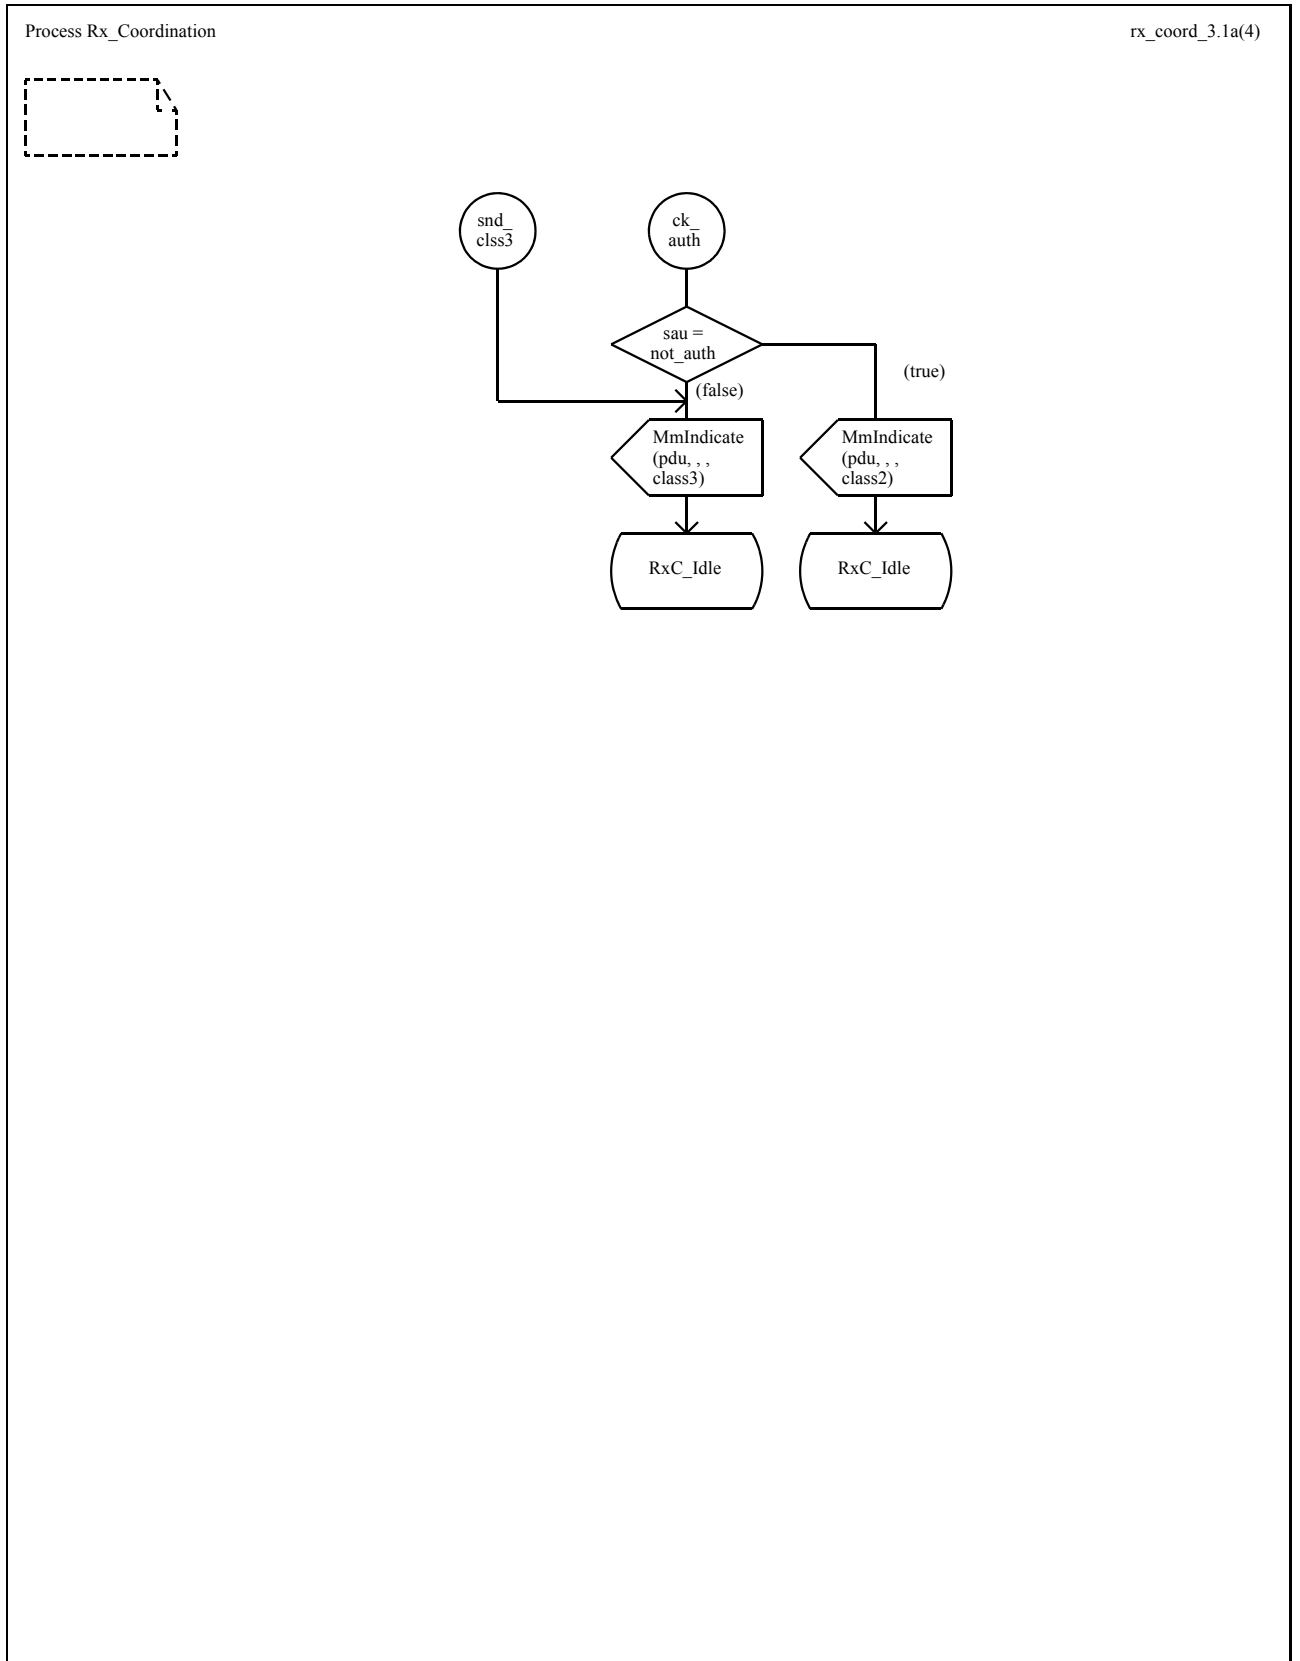 Process Rx_Coordination
rx_coord_3.1a(4)
snd_
clss3
ck_
auth
sau =
not_auth
(true)
(false)
MmIndicate
(pdu, , ,
class3)
MmIndicate
(pdu, , ,
class2)
RxC_Idle
RxC_Idle